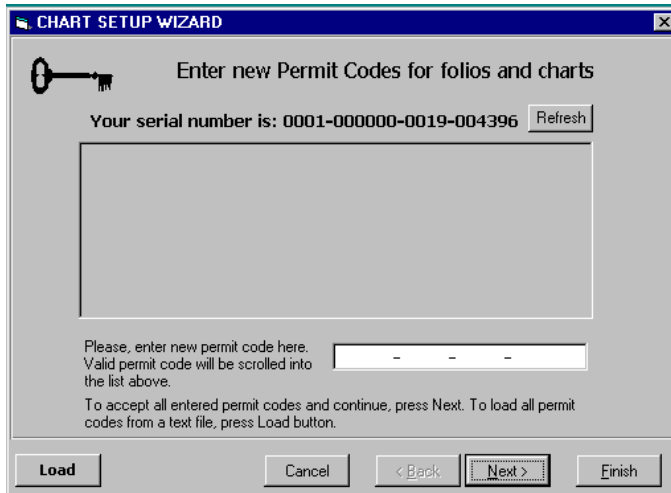 CHART SETUP WIZARD
Enter new Permit Codes for folios and charts
Your serial number is: 0001-000000-0019-004396 Refresh
Please, enter new permit code here.
Valid permit code will be scrolled into
the list above.
- - -
To accept all entered permit codes and continue, press Next. To load all permit
codes from a text file, press Load button.
Load Cancel < Back Next > Finish